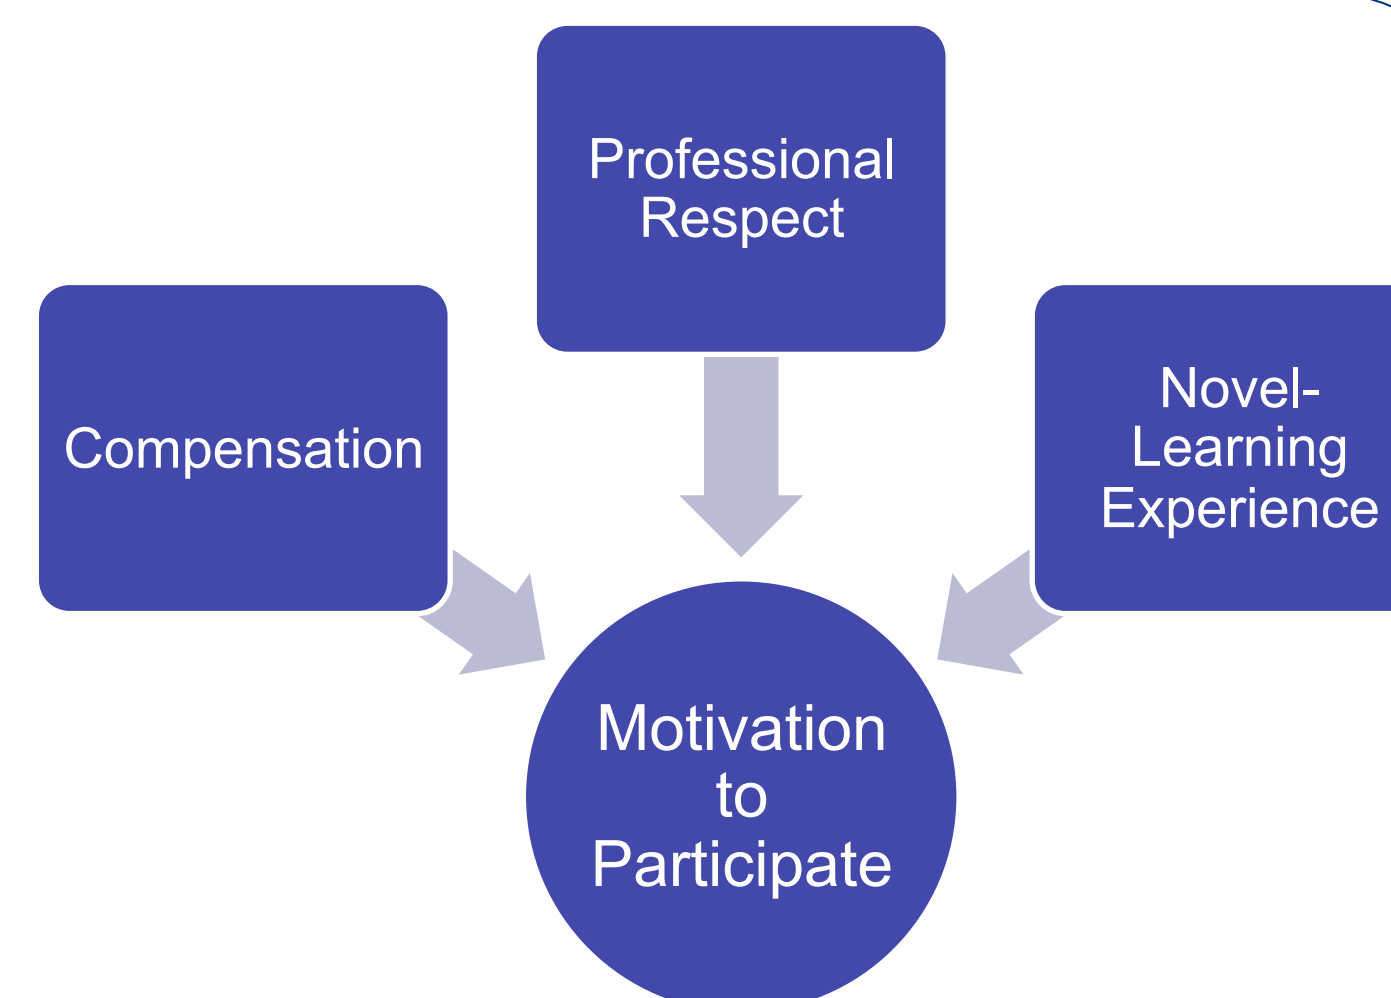 Professional
Respect
Compensation
Novel-
Learning
Experience
Motivation
to
Participate